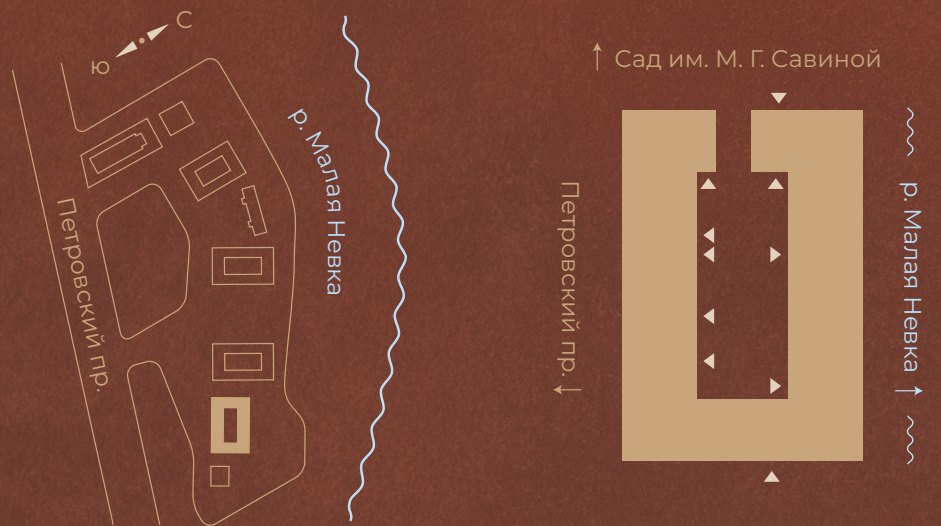 С
Ю
р. Малая Невка
Петровский пр.
Сад им. М. Г. Савиной
Петровский пр.
р. Малая Невка